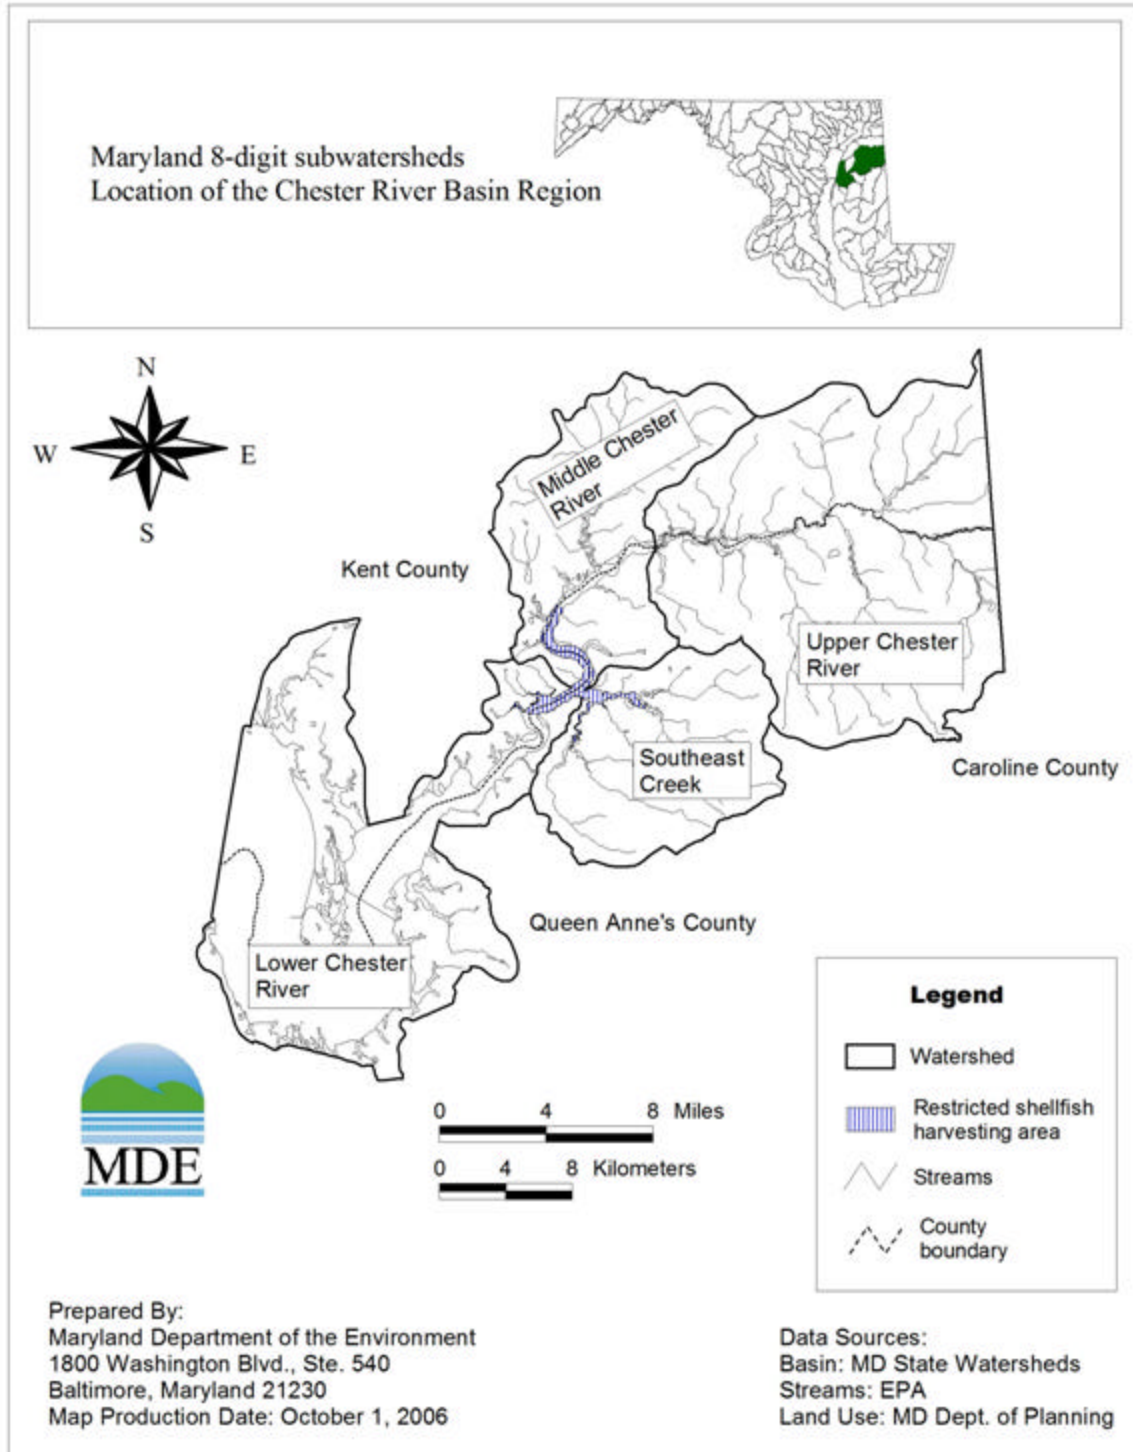 Maryland 8-digit subwatersheds
Location of the Chester River Basin Region
N
W
E
S
Middle Chester
River
Kent County
Upper Chester
River
Southeast
Creek
Caroline County
Queen Anne's County
Lower Chester
River
Legend
Watershed
Restricted shellfish
harvesting area
Streams
County
boundary
MDE
0 4 8 Miles
0 4 8 Kilometers
Prepared By:
Maryland Department of the Environment
1800 Washington Blvd., Ste. 540
Baltimore, Maryland 21230
Map Production Date: October 1, 2006
Data Sources:
Basin: MD State Watersheds
Streams: EPA
Land Use: MD Dept. of Planning